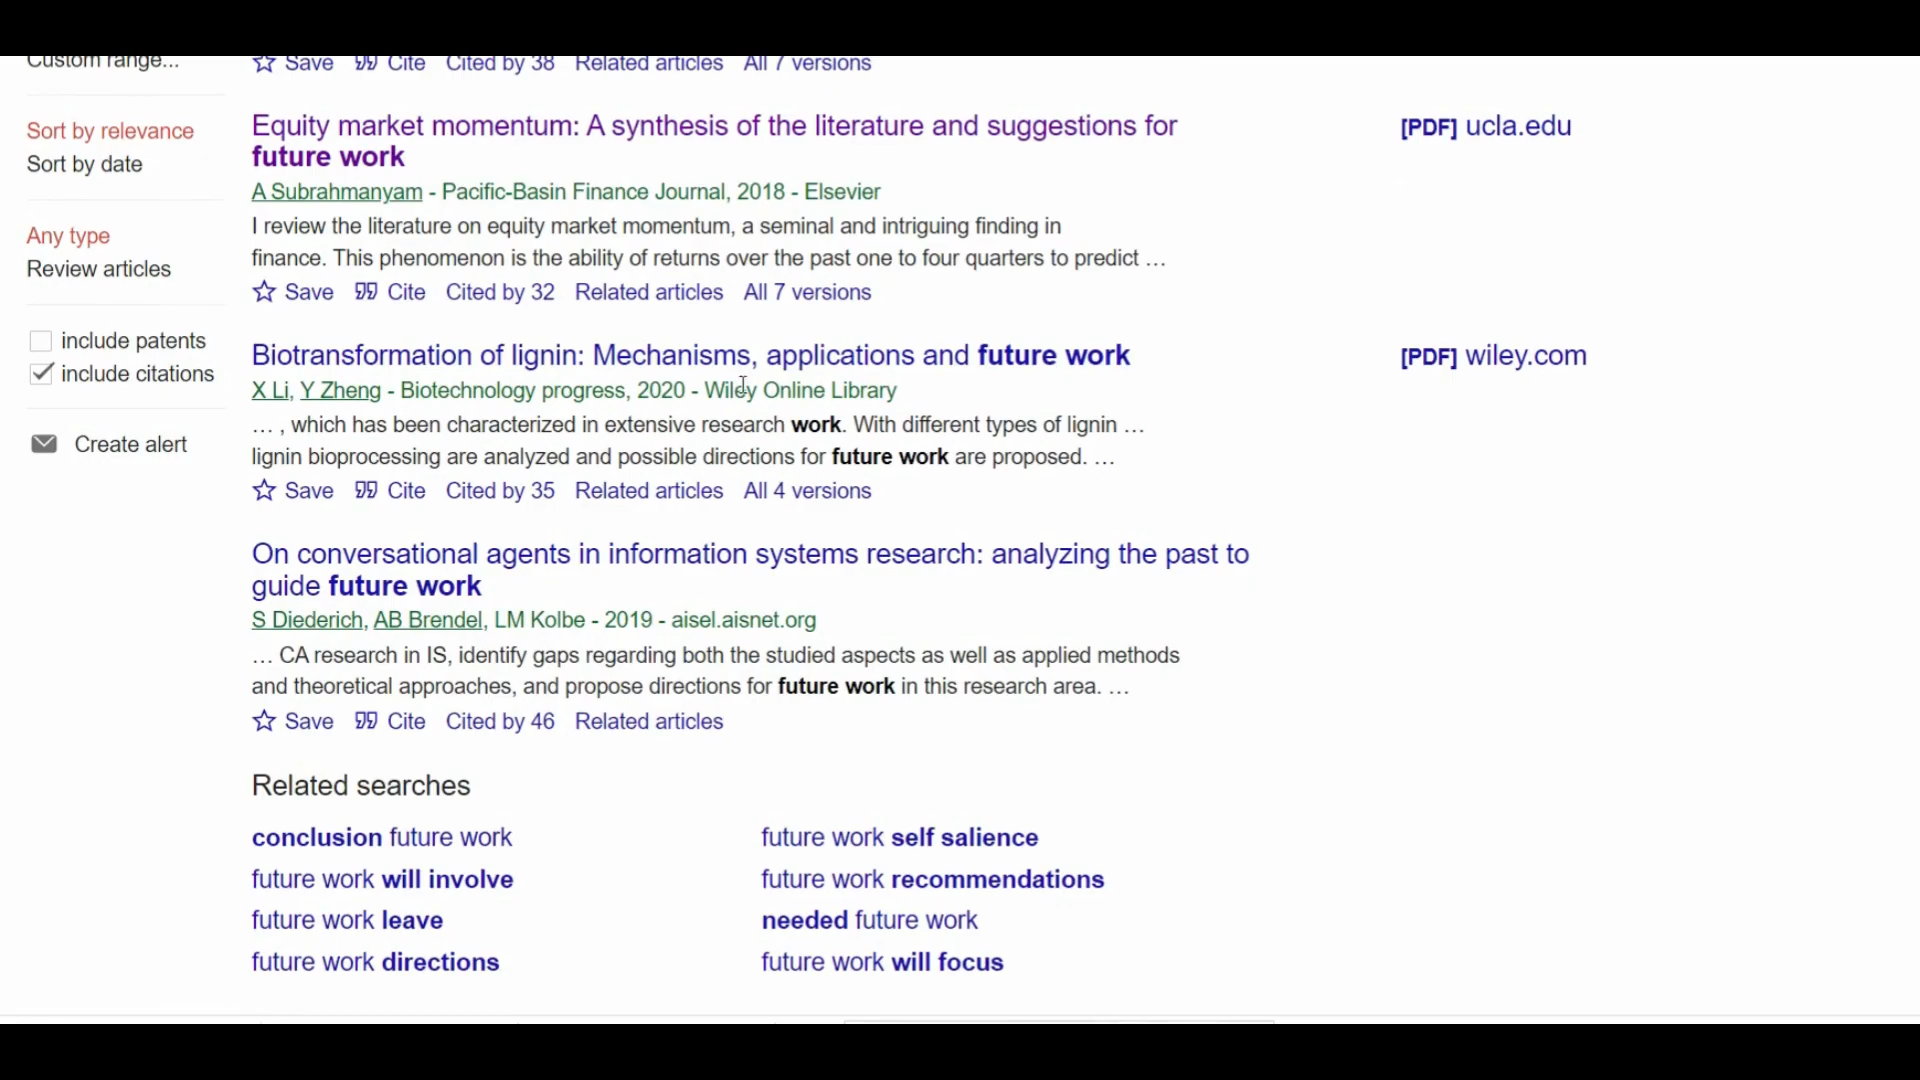 Custom range...
Save Cite Cited by 38 Related articles All 7 versions
Sort by relevance
Sort by date
Any type
Review articles
include patents
include citations
Create alert
Equity market momentum: A synthesis of the literature and suggestions for
future work
[PDF] ucla.edu
A Subrahmanyam - Pacific-Basin Finance Journal, 2018 - Elsevier
I review the literature on equity market momentum, a seminal and intriguing finding in
finance. This phenomenon is the ability of returns over the past one to four quarters to predict …
Save Cite Cited by 32 Related articles All 7 versions
Biotransformation of lignin: Mechanisms, applications and future work
[PDF] wiley.com
X Li, Y Zheng - Biotechnology progress, 2020 - Wiley Online Library
… , which has been characterized in extensive research work. With different types of lignin …
lignin bioprocessing are analyzed and possible directions for future work are proposed. …
Save Cite Cited by 35 Related articles All 4 versions
On conversational agents in information systems research: analyzing the past to
guide future work
S Diederich, AB Brendel, LM Kolbe - 2019 - aisel.aisnet.org
… CA research in IS, identify gaps regarding both the studied aspects as well as applied methods
and theoretical approaches, and propose directions for future work in this research area. …
Save Cite Cited by 46 Related articles
Related searches
conclusion future work
future work will involve
future work leave
future work directions
future work self salience
future work recommendations
needed future work
future work will focus